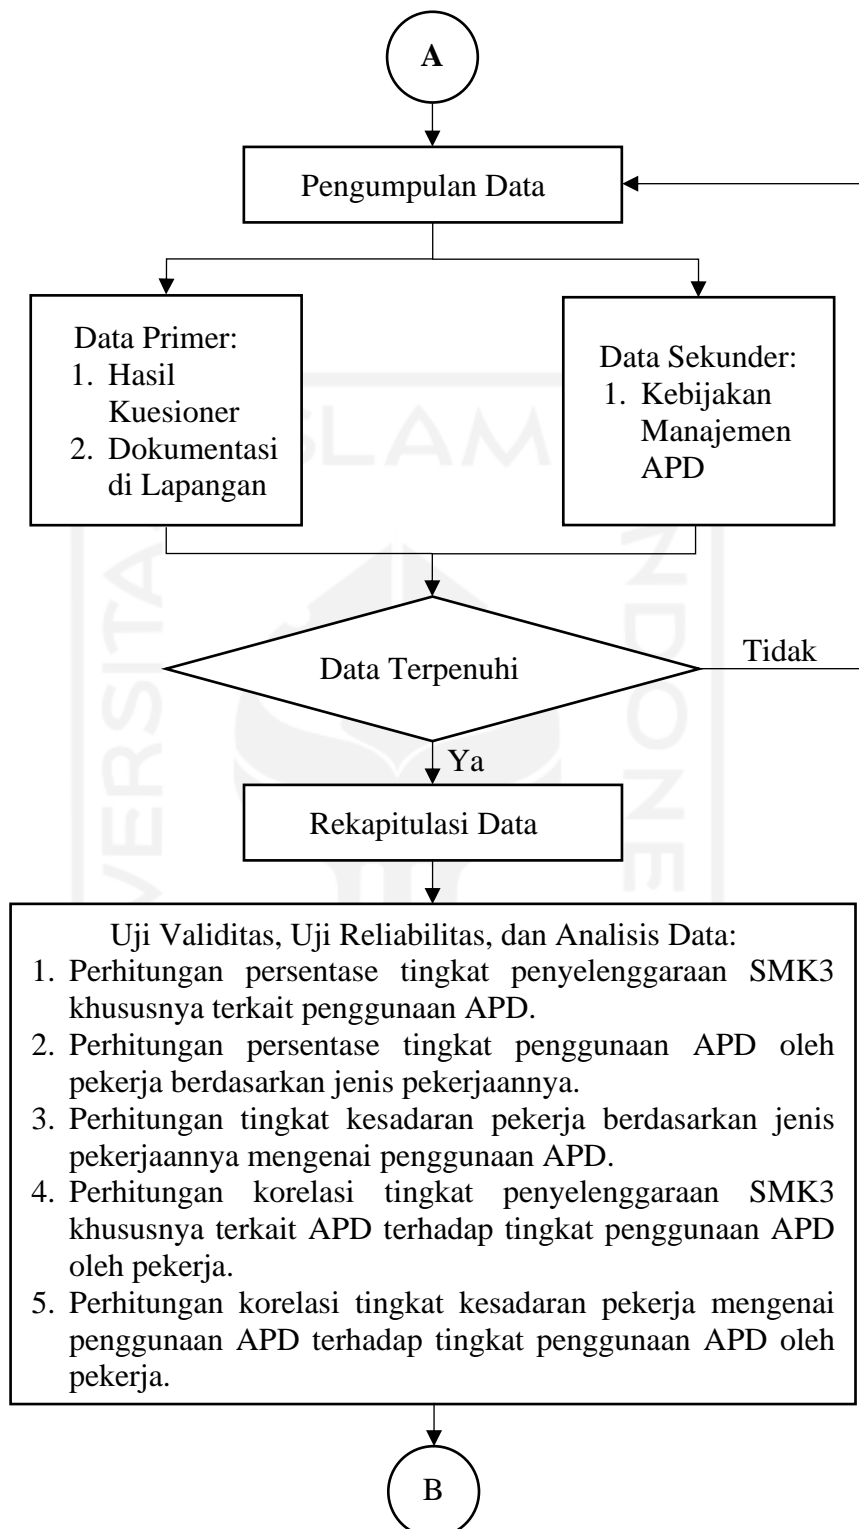 A
Pengumpulan Data
Data Primer:
1. Hasil
Kuesioner
2. Dokumentasi
di Lapangan
Data Sekunder:
1. Kebijakan
Manajemen
APD
Data Terpenuhi
Tidak
Ya
Rekapitulasi Data
Uji Validitas, Uji Reliabilitas, dan Analisis Data:
1. Perhitungan persentase tingkat penyelenggaraan SMK3
khususnya terkait penggunaan APD.
2. Perhitungan persentase tingkat penggunaan APD oleh
pekerja berdasarkan jenis pekerjaannya.
3. Perhitungan tingkat kesadaran pekerja berdasarkan jenis
pekerjaannya mengenai penggunaan APD.
4. Perhitungan korelasi tingkat penyelenggaraan SMK3
khususnya terkait APD terhadap tingkat penggunaan APD
oleh pekerja.
5. Perhitungan korelasi tingkat kesadaran pekerja mengenai
penggunaan APD terhadap tingkat penggunaan APD oleh
pekerja.
B